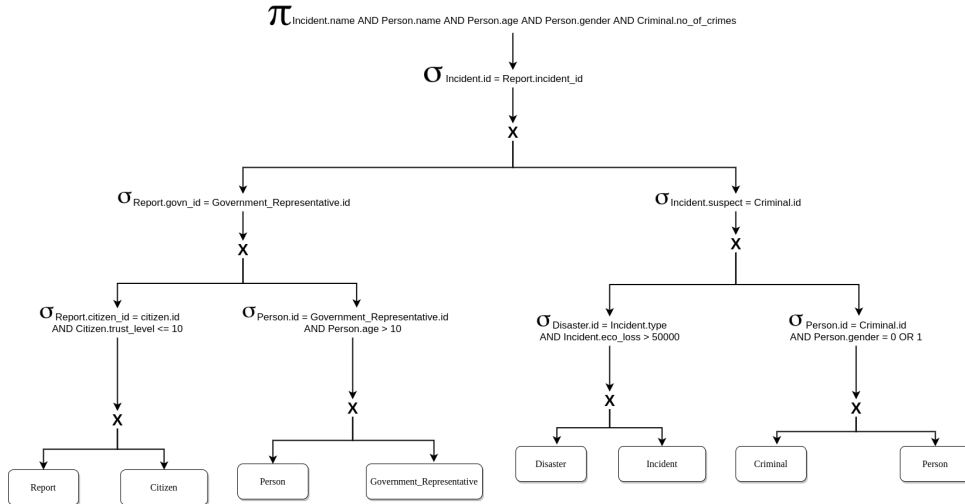 π Incident.name AND Person.name AND Person.age AND Person.gender AND Criminal.no_of_crimes
σ Incident.id = Report.incident_id
X
σ Report.govn_id = Government_Representative.id
σ Incident.suspect = Criminal.id
X
X
σ Report.citizen_id = citizen.id
AND Citizen.trust_level <= 10
σ Person.id = Government_Representative.id
AND Person.age > 10
σ Disaster.id = Incident.type
AND Incident.eco_loss > 50000
σ Person.id = Criminal.id
AND Person.gender = 0 OR 1
X
X
X
X
Report
Citizen
Person
Government_Representative
Disaster
Incident
Criminal
Person